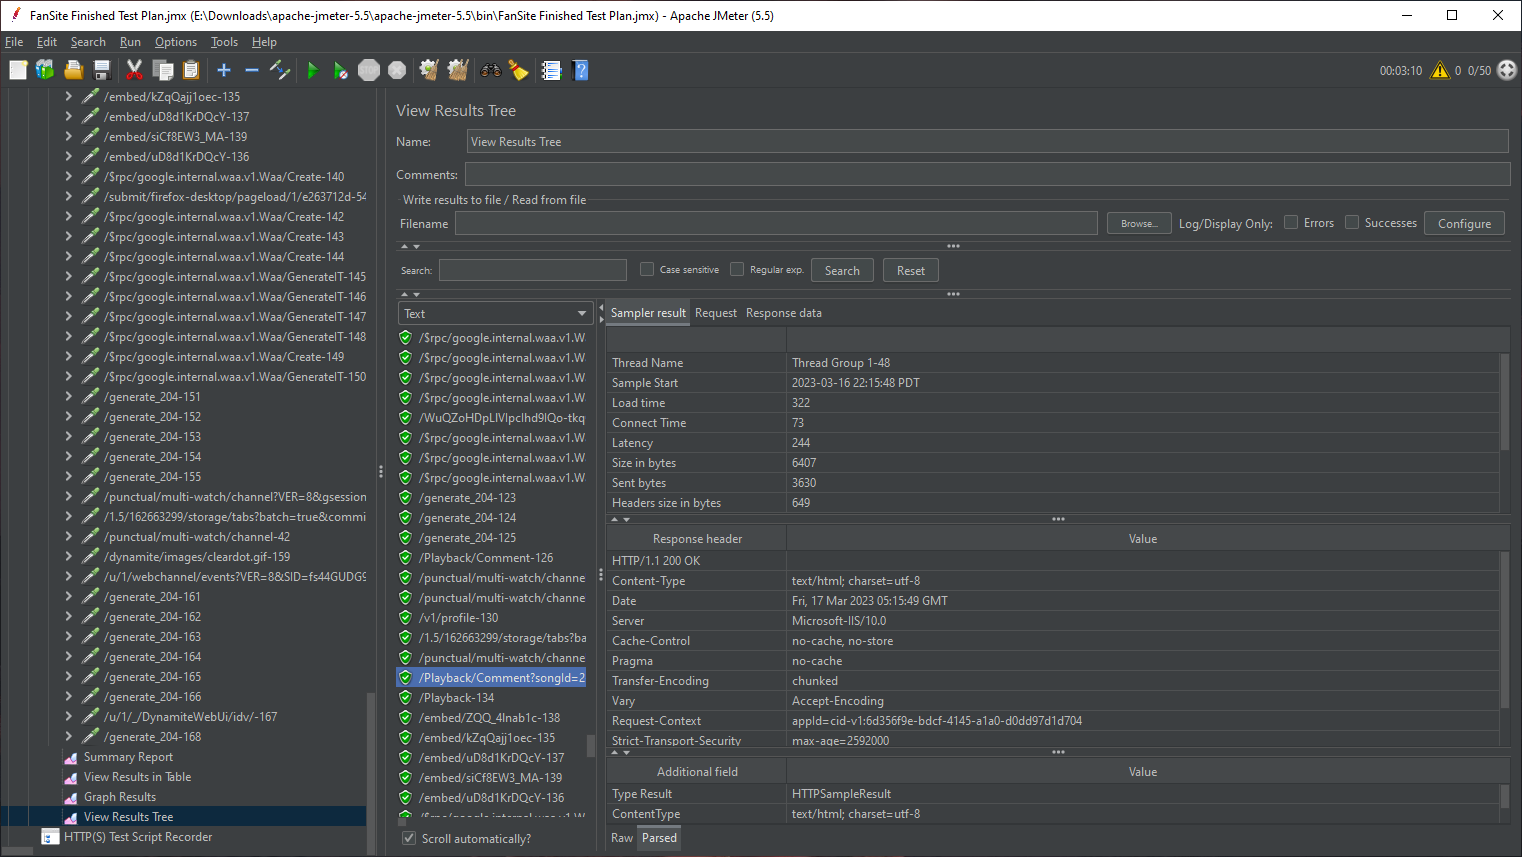 FanSite Finished Test Plan.jmx (E:\Downloads\apache-jmeter-5.5\apache-jmeter-5.5\bin\FanSite Finished Test Plan.jmx) - Apache JMeter (5.5)
File Edit Search Run Options Tools Help
STOP
00:03:10 0 0/50
/embed/kZqQajj1oec-135
/embed/uD8d1KrDQcY-137
/embed/siCf8EW3_MA-139
/embed/uD8d1KrDQcY-136
/$rpc/google.internal.waa.v1.Waa/Create-140
/submit/firefox-desktop/pageload/1/e263712d-54
/$rpc/google.internal.waa.v1.Waa/Create-142
/$rpc/google.internal.waa.v1.Waa/Create-143
/$rpc/google.internal.waa.v1.Waa/Create-144
/$rpc/google.internal.waa.v1.Waa/GenerateIT-145
/$rpc/google.internal.waa.v1.Waa/GenerateIT-146
/$rpc/google.internal.waa.v1.Waa/GenerateIT-147
/$rpc/google.internal.waa.v1.Waa/GenerateIT-148
/$rpc/google.internal.waa.v1.Waa/Create-149
/$rpc/google.internal.waa.v1.Waa/GenerateIT-150
/generate_204-151
/generate_204-152
/generate_204-153
/generate_204-154
/generate_204-155
/punctual/multi-watch/channel?VER=8&gsession
/1.5/162663299/storage/tabs?batch=true&commi
/punctual/multi-watch/channel-42
/dynamite/images/cleardot.gif-159
/u/1/webchannel/events?VER=8&SID=fs44GUDG9
/generate_204-161
/generate_204-162
/generate_204-163
/generate_204-164
/generate_204-165
/generate_204-166
/u/1/_/DynamiteWebUi/idv/-167
/generate_204-168
Summary Report
View Results in Table
Graph Results
View Results Tree
HTTP(S) Test Script Recorder
View Results Tree
Name: View Results Tree
Comments:
Write results to file / Read from file
Filename Browse... Log/Display Only: Errors Successes Configure
Search: Case sensitive Regular exp. Search Reset
Text
/$rpc/google.internal.waa.v1.W
/$rpc/google.internal.waa.v1.W
/$rpc/google.internal.waa.v1.W
/$rpc/google.internal.waa.v1.W
/WuQZoHDpLlVIpclhd9lQo-tkq
/$rpc/google.internal.waa.v1.W
/$rpc/google.internal.waa.v1.W
/$rpc/google.internal.waa.v1.W
/generate_204-123
/generate_204-124
/generate_204-125
/Playback/Comment-126
/punctual/multi-watch/channe
/punctual/multi-watch/channe
/v1/profile-130
/1.5/162663299/storage/tabs?ba
/punctual/multi-watch/channe
/Playback/Comment?songId=2
/Playback-134
/embed/ZQQ_4lnab1c-138
/embed/kZqQajj1oec-135
/embed/uD8d1KrDQcY-137
/embed/siCf8EW3_MA-139
/embed/uD8d1KrDQcY-136
/$rpc/google.internal.waa.v1.W
Scroll automatically?
Sampler result Request Response data
Thread Name Thread Group 1-48
Sample Start 2023-03-16 22:15:48 PDT
Load time 322
Connect Time 73
Latency 244
Size in bytes 6407
Sent bytes 3630
Headers size in bytes 649
Response header Value
HTTP/1.1 200 OK
Content-Type text/html; charset=utf-8
Date Fri, 17 Mar 2023 05:15:49 GMT
Server Microsoft-IIS/10.0
Cache-Control no-cache, no-store
Pragma no-cache
Transfer-Encoding chunked
Vary Accept-Encoding
Request-Context appId=cid-v1:6d356f9e-bdcf-4145-a1a0-d0dd97d1d704
Strict-Transport-Security max-age=2592000
Additional field Value
Type Result HTTPSampleResult
ContentType text/html; charset=utf-8
Raw Parsed